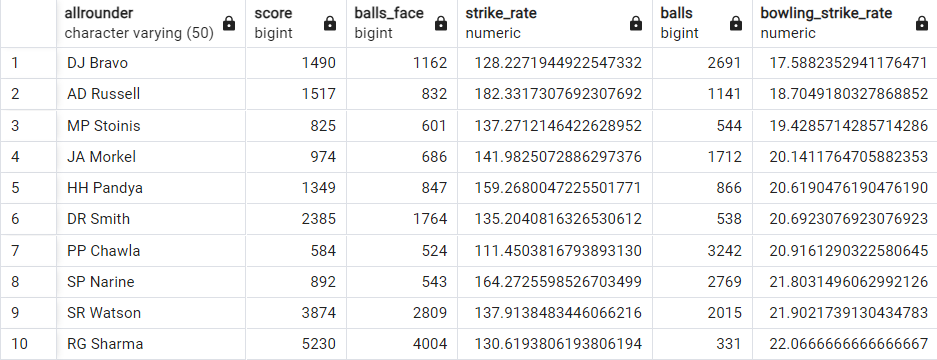 allrounder score balls_face strike_rate balls bowling_strike_rate
character varying (50) bigint bigint numeric bigint numeric
1 DJ Bravo 1490 1162 128.2271944922547332 2691 17.5882352941176471
2 AD Russell 1517 832 182.3317307692307692 1141 18.7049180327868852
3 MP Stoinis 825 601 137.2712146422628952 544 19.4285714285714286
4 JA Morkel 974 686 141.9825072886297376 1712 20.1411764705882353
5 HH Pandya 1349 847 159.2680047225501771 866 20.6190476190476190
6 DR Smith 2385 1764 135.2040816326530612 538 20.6923076923076923
7 PP Chawla 584 524 111.4503816793893130 3242 20.9161290322580645
8 SP Narine 892 543 164.2725598526703499 2769 21.8031496062992126
9 SR Watson 3874 2809 137.9138483446066216 2015 21.9021739130434783
10 RG Sharma 5230 4004 130.6193806193806194 331 22.0666666666666667